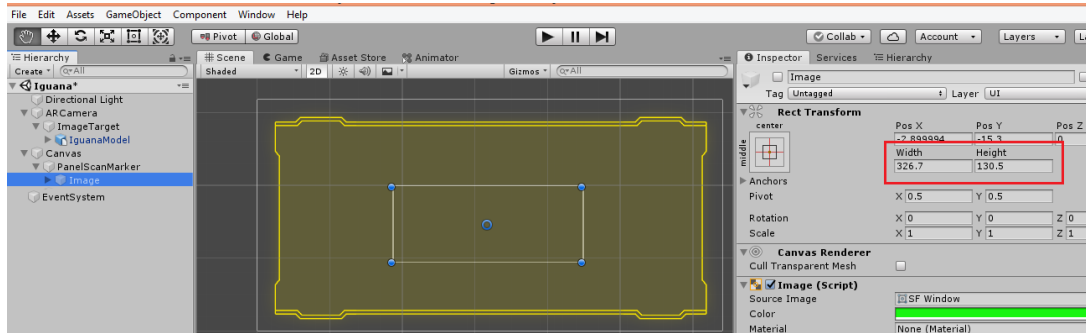 File Edit Assets GameObject Component Window Help
Pivot Global Collab Account Layers
Hierarchy Scene Game Asset Store Animator Inspector Services Hierarchy
Create All Shaded 2D Gizmos All Image
Iguana* Tag Untagged Layer UI
Directional Light
ARCamera Rect Transform
ImageTarget center Pos X Pos Y Pos Z
IguanaModel -2.899994 -15.3 0
Canvas middle Width Height
PanelScanMarker 326.7 130.5
Image Anchors
EventSystem Pivot X 0.5 Y 0.5
Rotation X 0 Y 0 Z 0
Scale X 1 Y 1 Z 1
Canvas Renderer
Cull Transparent Mesh
Image (Script)
Source Image SF Window
Color
Material None (Material)